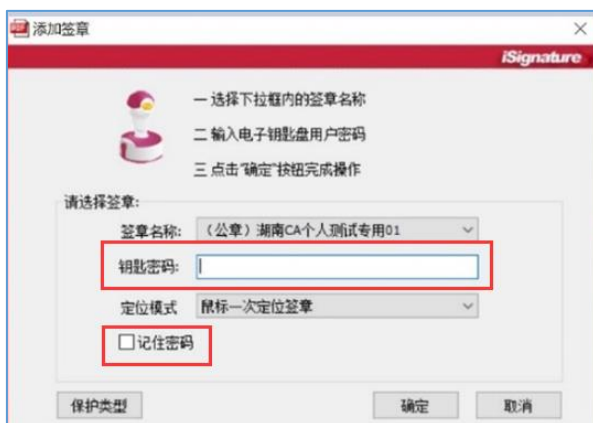 添加签章
iSignature
一 选择下拉框内的签章名称
二 输入电子钥匙盘用户密码
三 点击“确定”按钮完成操作
请选择签章:
签章名称: （公章）湖南CA个人测试专用01
钥匙密码:
定位模式 鼠标一次定位签章
记住密码
保护类型 确定 取消